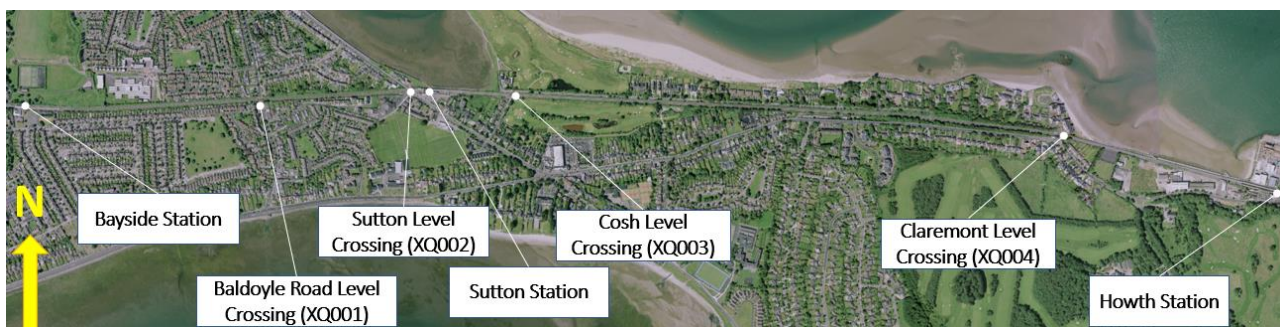 N
Bayside Station
Baldoyle Road Level
Crossing (XQ001)
Sutton Level
Crossing (XQ002)
Sutton Station
Cosh Level
Crossing (XQ003)
Claremont Level
Crossing (XQ004)
Howth Station